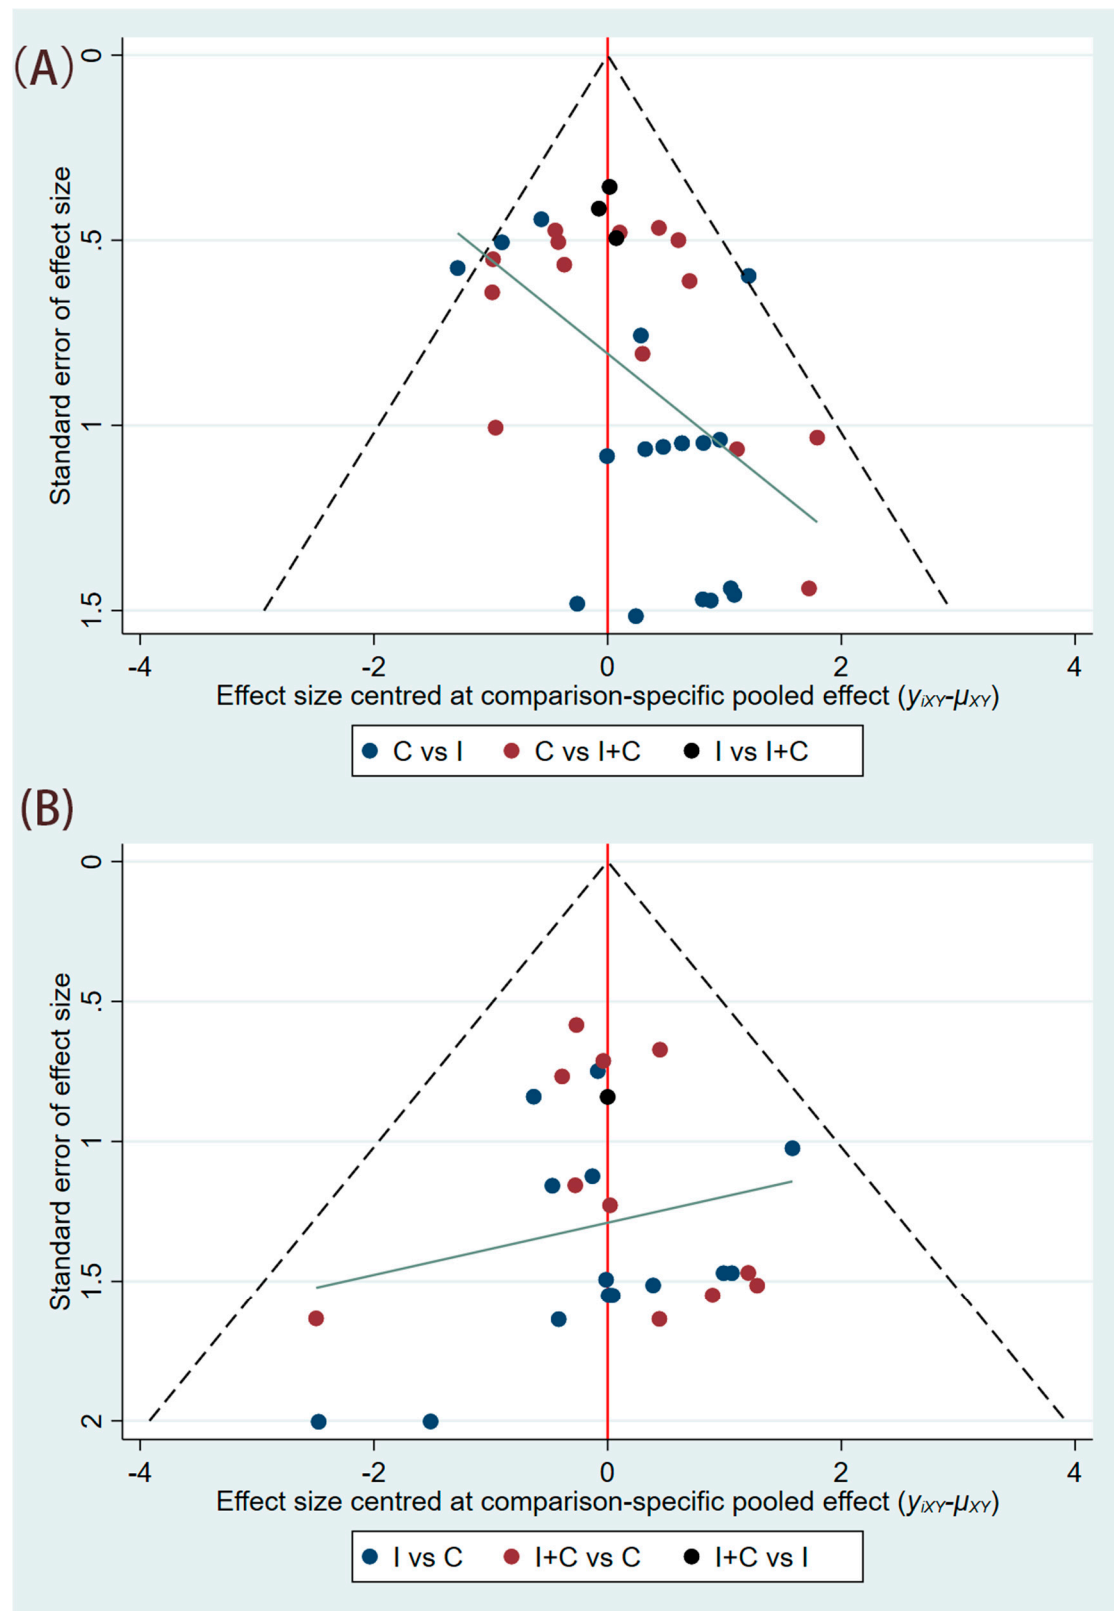 (A)
Standard error of effect size
0
.5
1
1.5
-4 -2 0 2 4
Effect size centred at comparison-specific pooled effect (yiXY-μXY)
C vs I C vs I+C I vs I+C
(B)
Standard error of effect size
0
.5
1
1.5
2
-4 -2 0 2 4
Effect size centred at comparison-specific pooled effect (yiXY-μXY)
I vs C I+C vs C I+C vs I